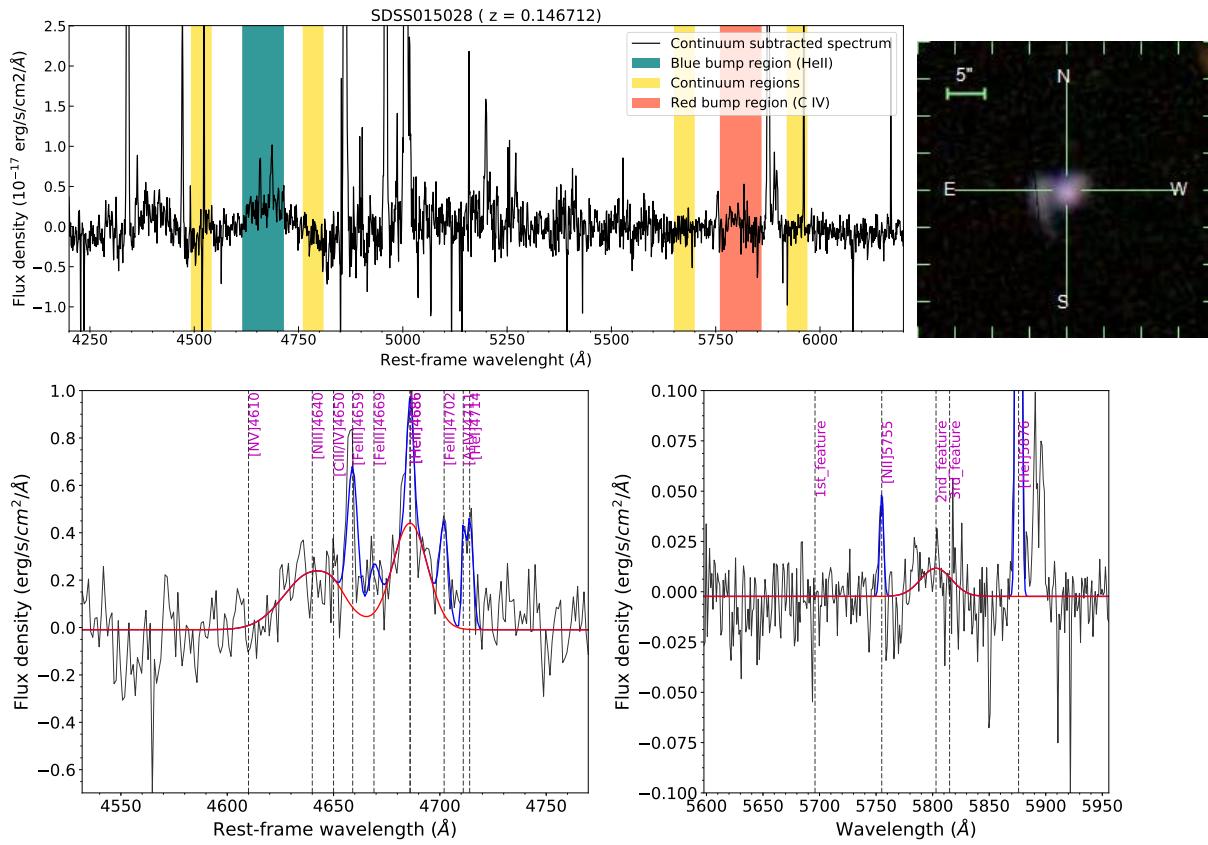 SDSS015028 ( z = 0.146712)
Flux density (10⁻¹⁷ erg/s/cm2/Å)
2.5
2.0
1.5
1.0
0.5
0.0
−0.5
−1.0
Continuum subtracted spectrum
Blue bump region (HeII)
Continuum regions
Red bump region (C IV)
4250 4500 4750 5000 5250 5500 5750 6000
Rest-frame wavelenght (Å)
5"
N
E
W
S
Flux density (erg/s/cm²/Å)
1.0
0.8
0.6
0.4
0.2
0.0
−0.2
−0.4
−0.6
[NV]4610
[NIII]4640
[CIII/IV]4650
[FeIII]4659
[FeIII]4669
[HeII]4686
[FeIII]4702
[ArIV]4711
[HeI]4714
4550 4600 4650 4700 4750
Rest-frame wavelength (Å)
Flux density (erg/s/cm²/Å)
0.100
0.075
0.050
0.025
0.000
−0.025
−0.050
−0.075
−0.100
1st_feature
[NII]5755
2nd_feature
3rd_feature
[HeI]5876
5600 5650 5700 5750 5800 5850 5900 5950
Wavelength (Å)